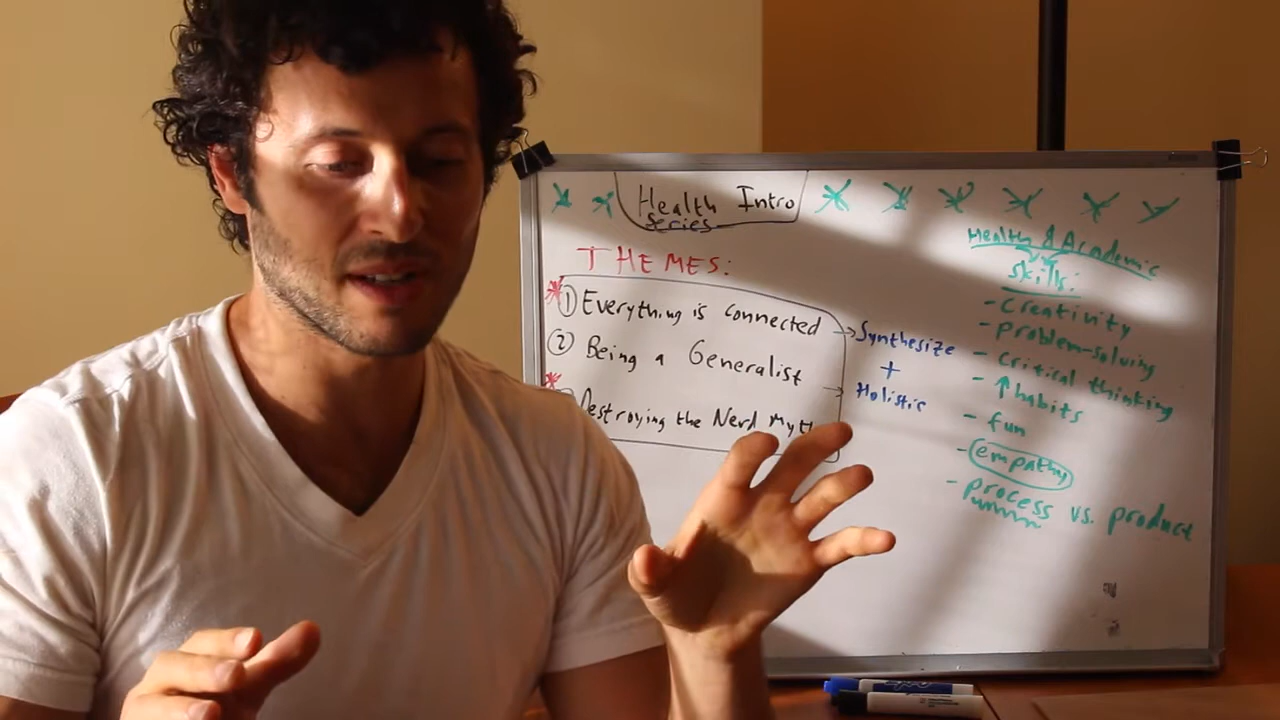 Health Intro
series
THEMES:
① Everything is connected
② Being a Generalist
Destroying the Nerd Myth
Synthesize
+
Holistic
Health & Academic
skills:
- creativity
- problem-solving
- critical thinking
- ↑ habits
- fun
- empathy
- process vs. product